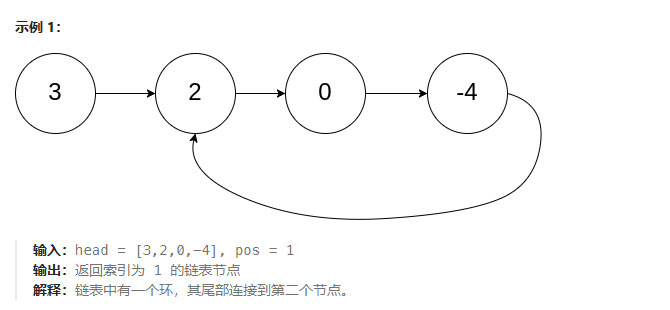 示例 1：
3 2 0 -4
输入：head = [3,2,0,-4], pos = 1
输出：返回索引为 1 的链表节点
解释：链表中有一个环，其尾部连接到第二个节点。